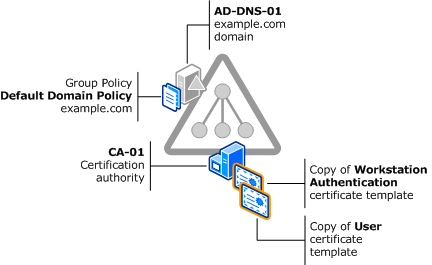 AD-DNS-01
example.com
domain
Group Policy
Default Domain Policy
example.com
CA-01
Certification
authority
Copy of Workstation
Authentication
certificate template
Copy of User
certificate
template